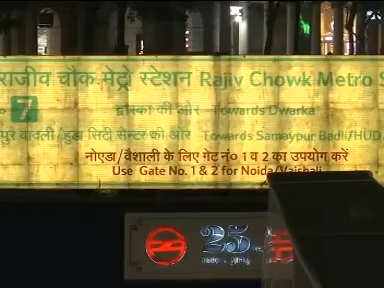 राजीव चौक मेट्रो स्टेशन Rajiv Chowk Metro S
7 द्वारका की ओर Towards Dwarka
पुर बादली/हुडा सिटी सेन्टर की ओर Towards Samaypur Badli/HUD
नोएडा/वैशाली के लिए गेट नं० 1 व 2 का उपयोग करें
Use Gate No. 1 & 2 for Noida/Vaishali
25